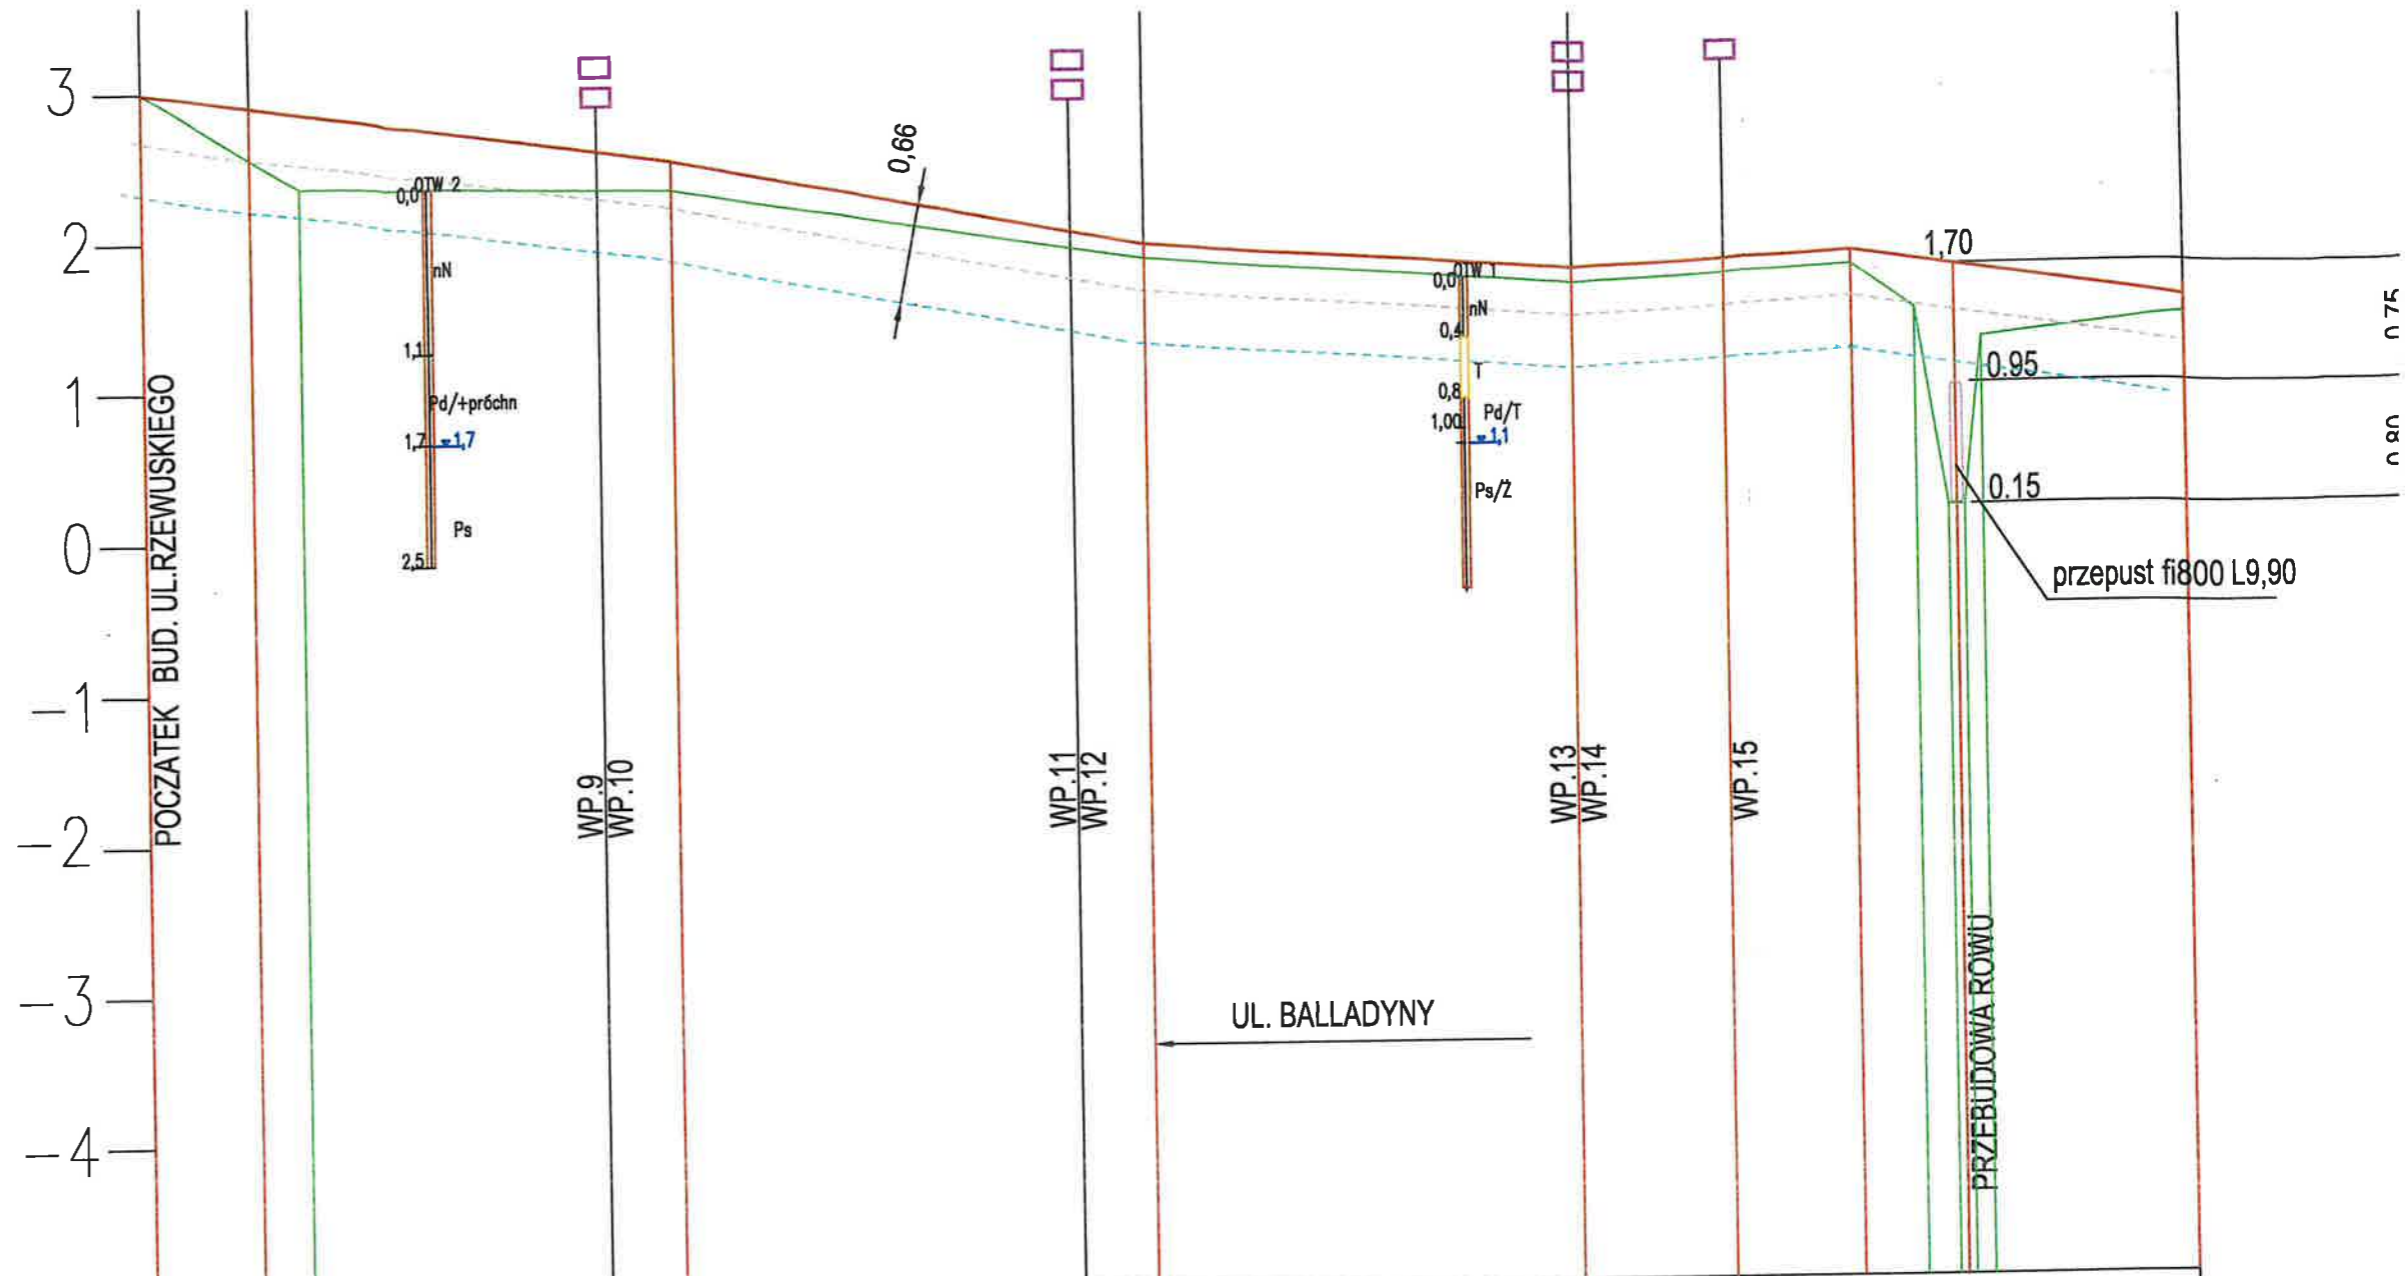 3
2
1
0
-1
-2
-3
-4
POCZATEK BUD. UL.RZEWUSKIEGO
OTW 2
0,0
nN
1,1
Pd/+próchn
1,7
1,7
Ps
2,5
WP.9
WP.10
0,66
WP.11
WP.12
UL. BALLADYNY
OTW 1
0,0
nN
0,4
T
0,8
Pd/T
1,00
1,1
Ps/Ż
WP.13
WP.14
WP.15
1,70
0.95
0.15
przepust fi800 L9,90
PRZEBUDOWA ROWU